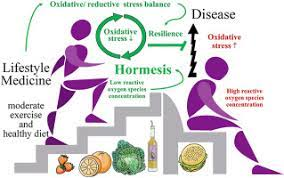 Oxidative/ reductive stress balance
Disease
Oxidative
stress ↓
Resilience
Oxidative
stress ↑
Lifestyle
Medicine
Hormesis
Low reactive
oxygen species
concentration
High reactive
oxygen species
concentration
moderate
exercise
and
healthy diet